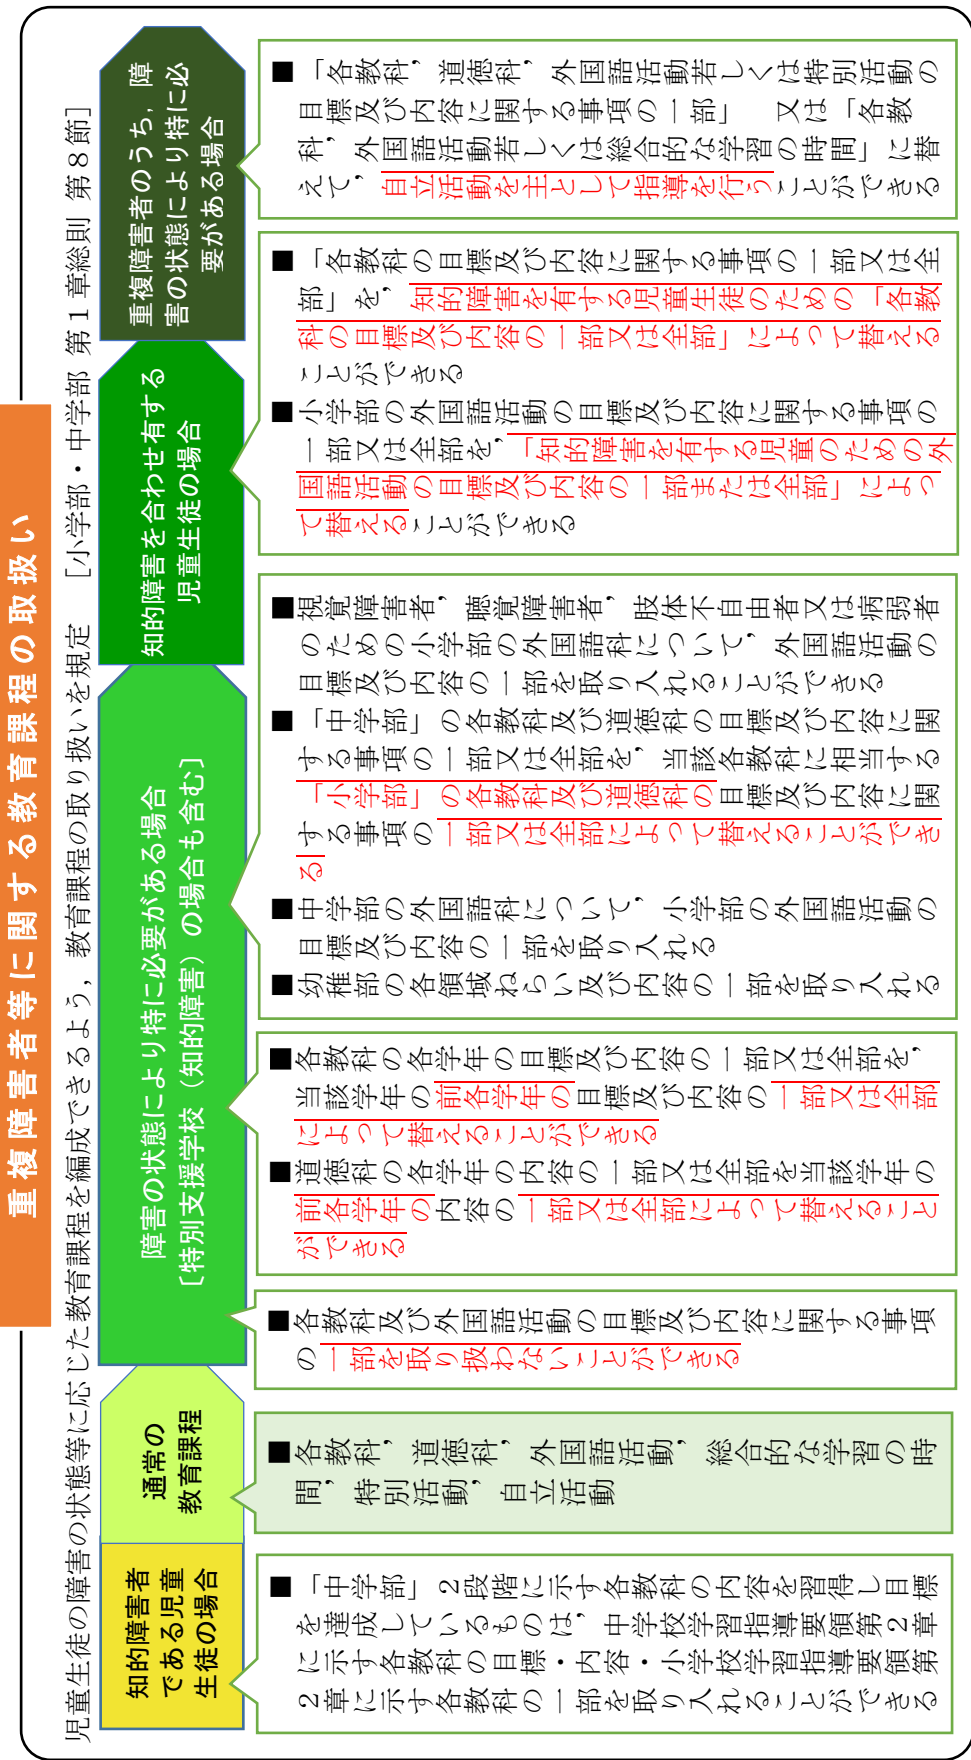 重複障害者等に関する教育課程の取扱い
児童生徒の障害の状態等に応じた教育課程を編成できるよう，教育課程の取り扱いを規定　［小学部・中学部　第１章総則　第８節］
知的障害者
である児童
生徒の場合
通常の
教育課程
障害の状態により特に必要がある場合
［特別支援学校（知的障害）の場合も含む］
知的障害を合わせ有する
児童生徒の場合
重複障害者のうち，障
害の状態により特に必
要がある場合
■「中学部」２段階に示す各教科の内容を習得し目標
を達成しているものは，中学校学習指導要領第２章
に示す各教科の目標・内容・小学校学習指導要領第
２章に示す各教科の一部を取り入れることができる
■各教科，道徳科，外国語活動，総合的な学習の時
間，特別活動，自立活動
■各教科及び外国語活動の目標及び内容に関する事項
の一部を取り扱わないことができる
■各教科の各学年の目標及び内容の一部又は全部を，
当該学年の前各学年の目標及び内容の一部又は全部
によって替えることができる
■道徳科の各学年の内容の一部又は全部を当該学年の
前各学年の内容の一部又は全部によって替えること
ができる
■視覚障害者，聴覚障害者，肢体不自由者又は病弱者
のための小学部の外国語科について，外国語活動の
目標及び内容の一部を取り入れることができる
■「中学部」の各教科及び道徳科の目標及び内容に関
する事項の一部又は全部を，当該各教科に相当する
「小学部」の各教科及び道徳科の目標及び内容に関
する事項の一部又は全部によって替えることができ
る
■中学部の外国語科について，小学部の外国語活動の
目標及び内容の一部を取り入れる
■幼稚部の各領域ねらい及び内容の一部を取り入れる
■「各教科の目標及び内容に関する事項の一部又は全
部」を，知的障害を有する児童生徒のための「各教
科の目標及び内容の一部又は全部」によって替える
ことができる
■小学部の外国語活動の目標及び内容に関する事項の
一部又は全部を，「知的障害を有する児童のための外
国語活動の目標及び内容の一部または全部」によっ
て替えることができる
■「各教科，道徳科，外国語活動若しくは特別活動の
目標及び内容に関する事項の一部」　又は「各教
科，外国語活動若しくは総合的な学習の時間」に替
えて，自立活動を主として指導を行うことができる